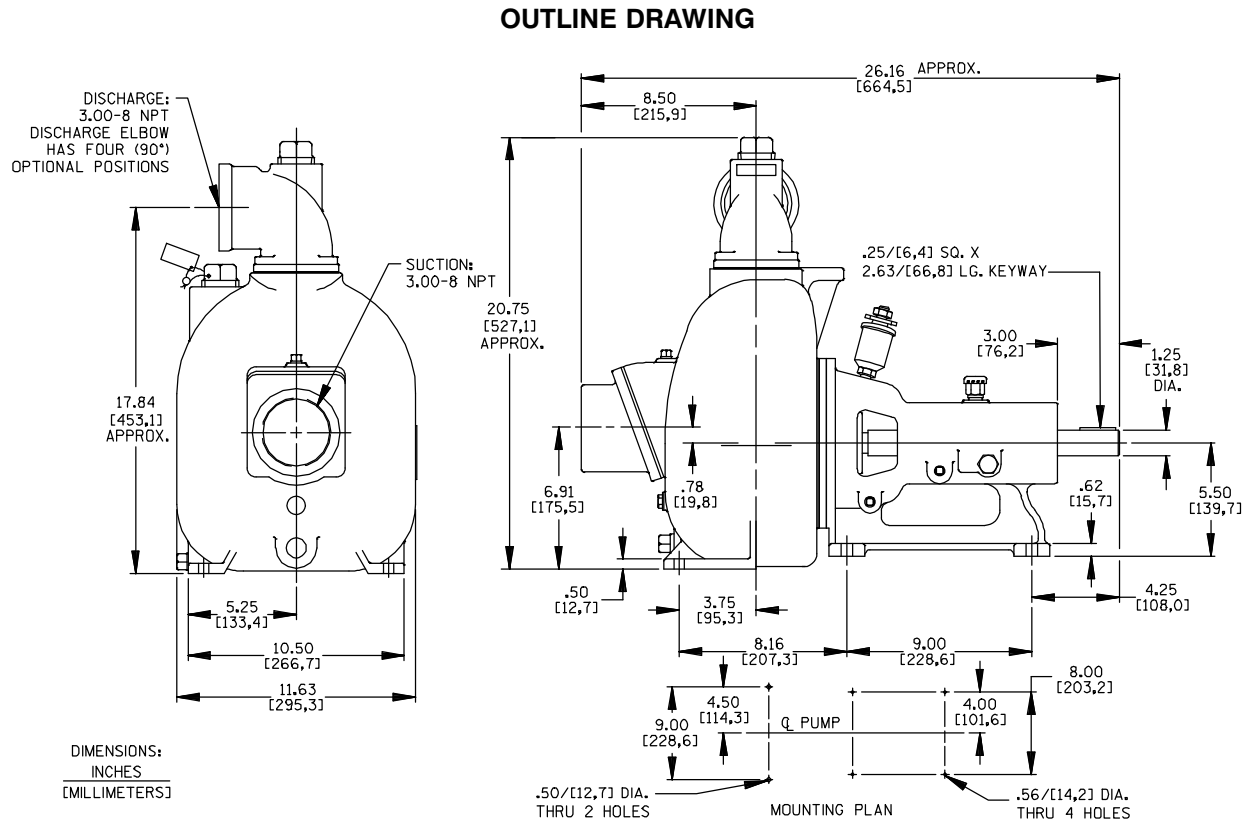 OUTLINE DRAWING
DISCHARGE:
3.00-8 NPT
DISCHARGE ELBOW
HAS FOUR (90°)
OPTIONAL POSITIONS
SUCTION:
3.00-8 NPT
17.84
[453,1]
APPROX.
5.25
[133,4]
10.50
[266,7]
11.63
[295,3]
DIMENSIONS:
INCHES
[MILLIMETERS]
26.16 APPROX.
[664,5]
8.50
[215,9]
.25/[6,4] SQ. X
2.63/[66,8] LG. KEYWAY
20.75
[527,1]
APPROX.
3.00
[76,2]
1.25
[31,8]
DIA.
6.91
[175,5]
.78
[19,8]
.62
[15,7]
5.50
[139,7]
.50
[12,7]
3.75
[95,3]
4.25
[108,0]
8.16
[207,3]
9.00
[228,6]
8.00
[203,2]
4.50
[114,3]
4.00
[101,6]
9.00
[228,6]
℄ PUMP
.50/[12,7] DIA.
THRU 2 HOLES
MOUNTING PLAN
.56/[14,2] DIA.
THRU 4 HOLES